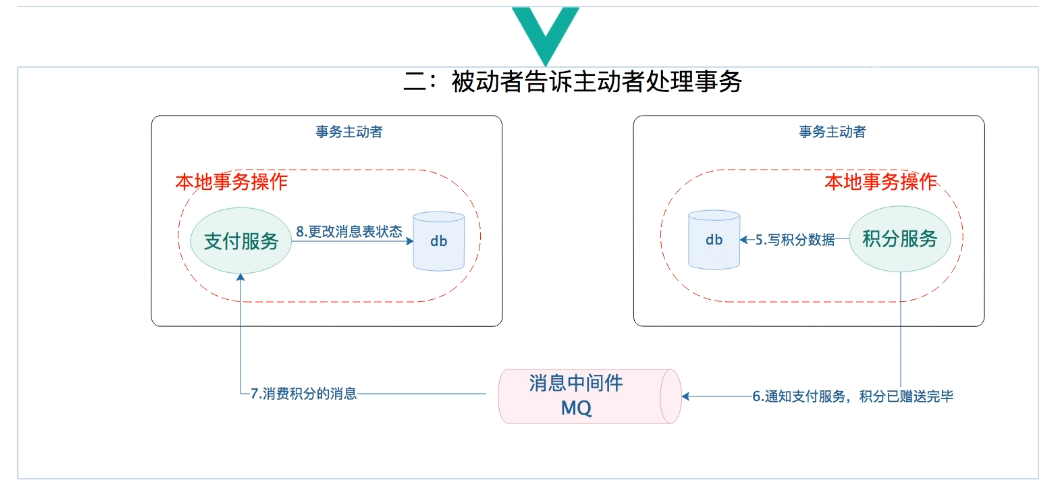 二：被动者告诉主动者处理事务
事务主动者
本地事务操作
支付服务
8.更改消息表状态
db
事务主动者
本地事务操作
db
5.写积分数据
积分服务
7.消费积分的消息
消息中间件
MQ
6.通知支付服务，积分已赠送完毕